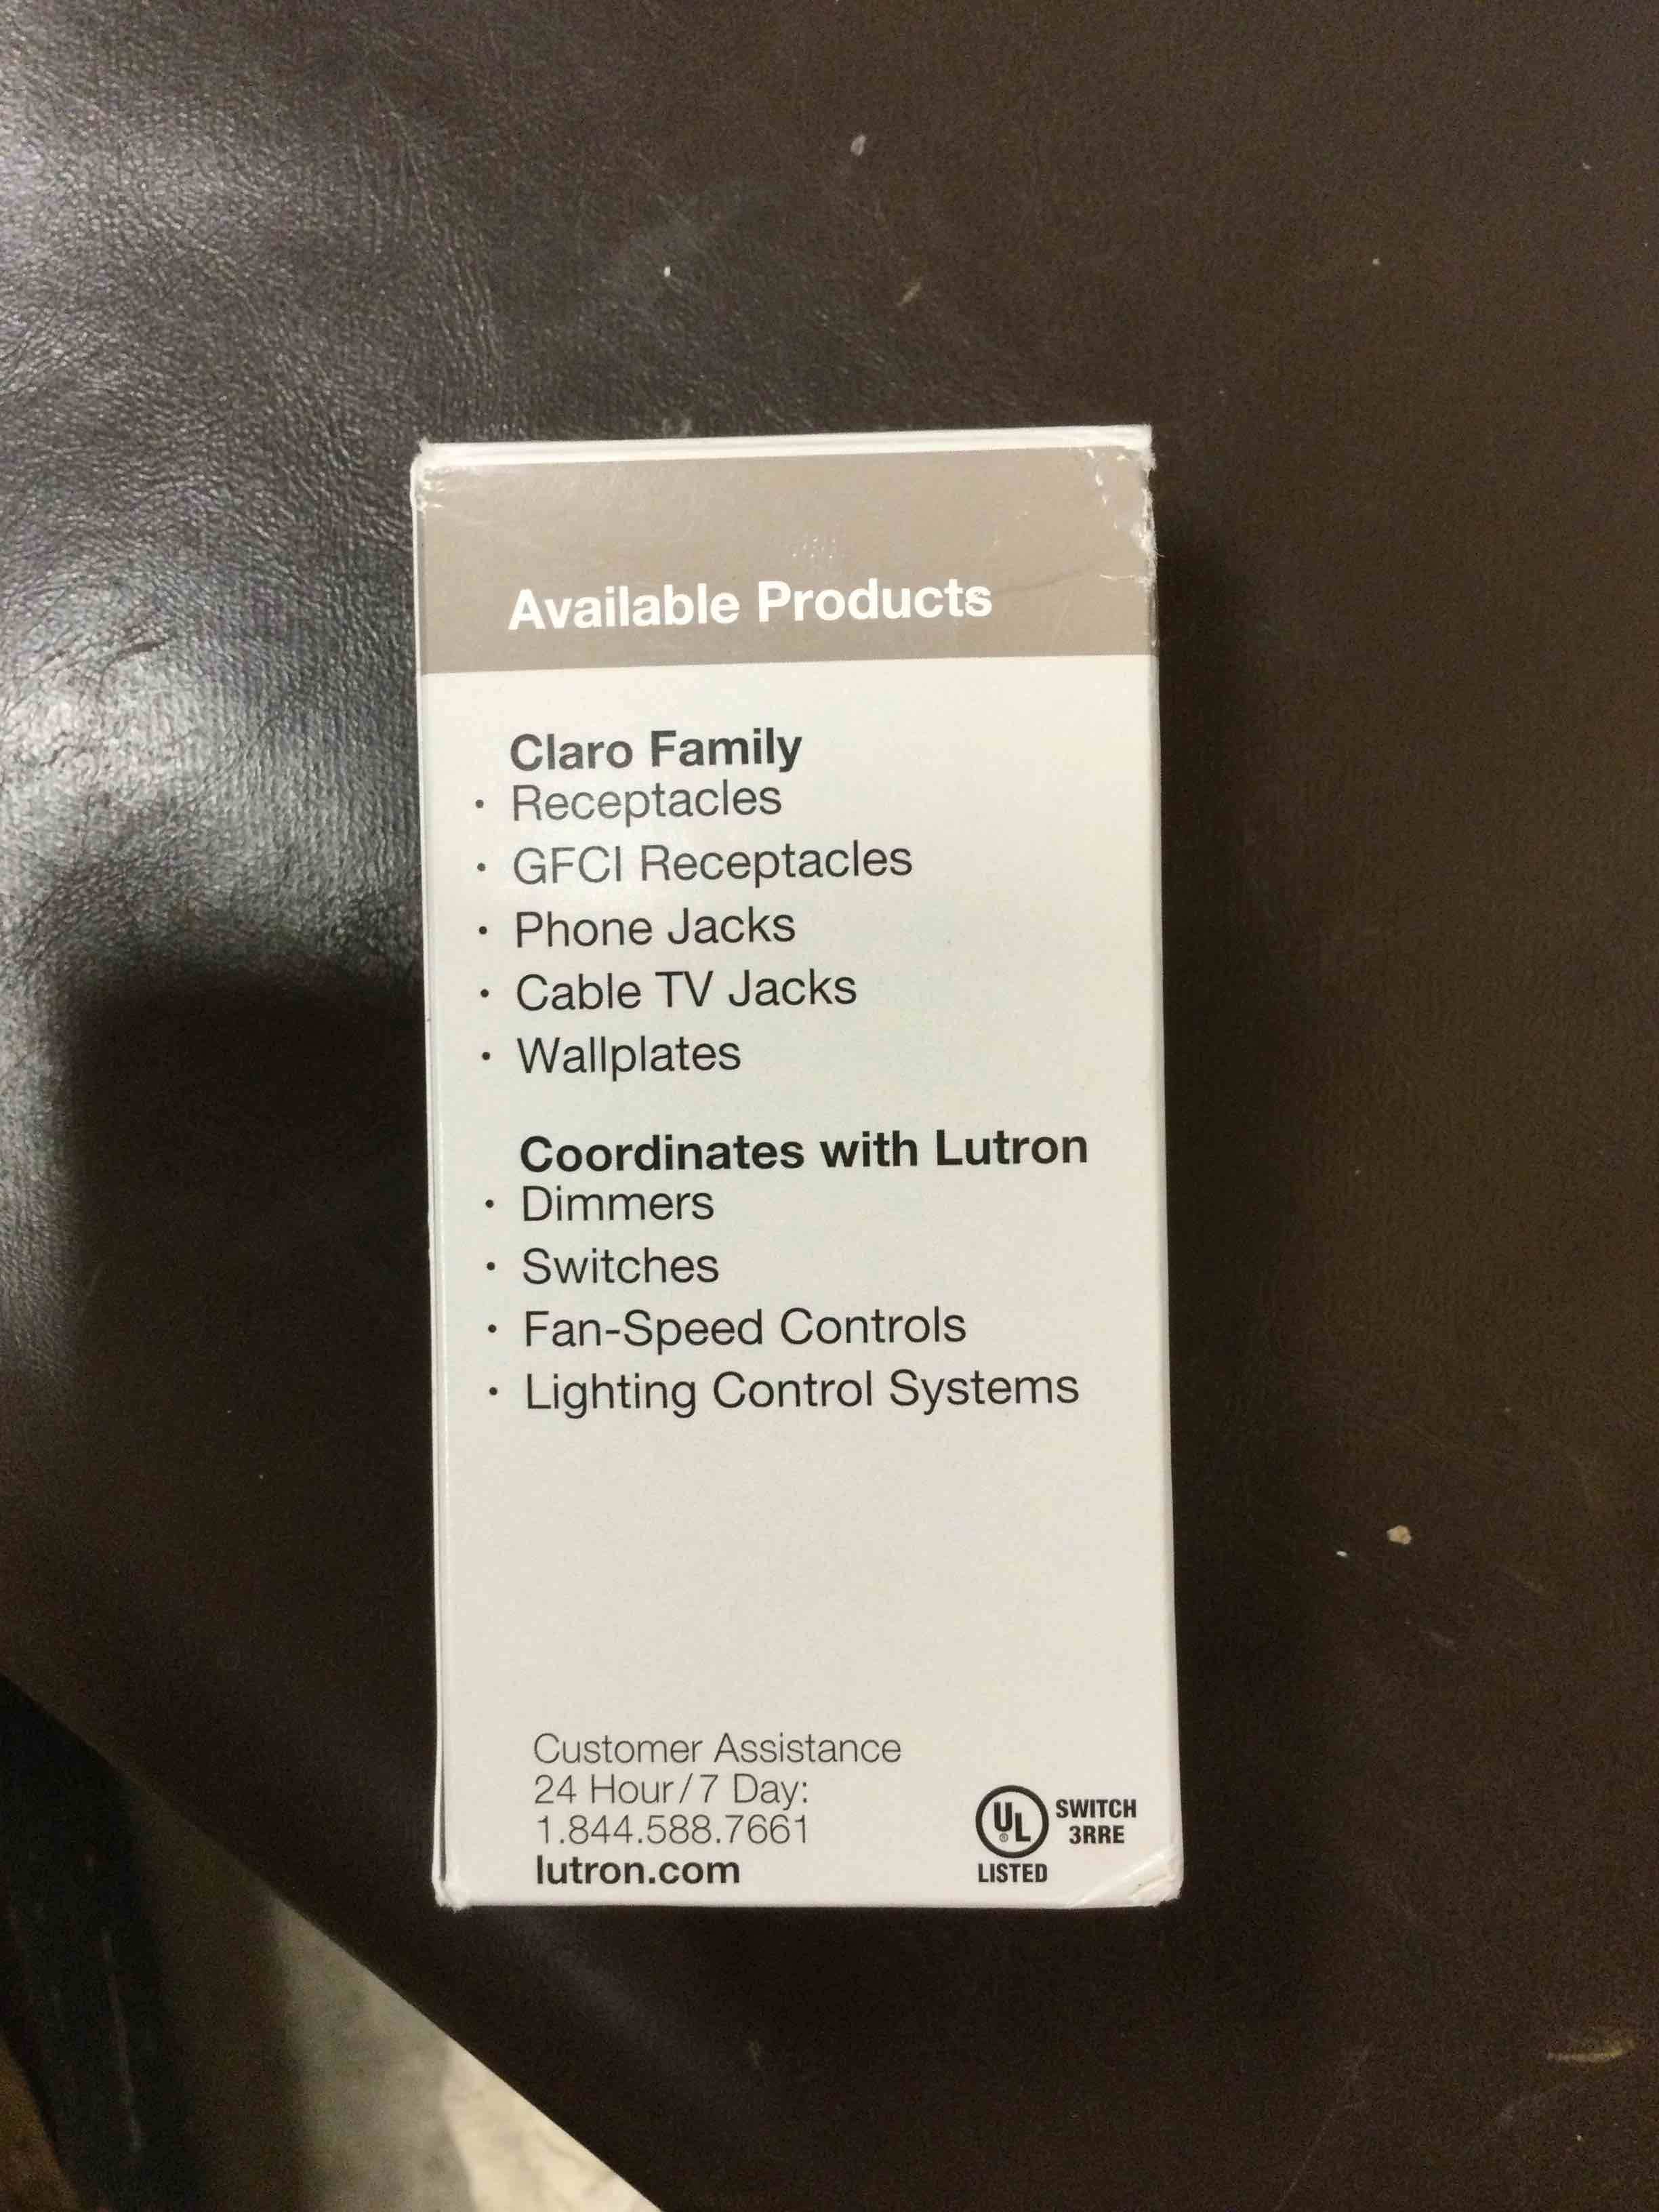 Available Products
Claro Family
· Receptacles
· GFCI Receptacles
· Phone Jacks
· Cable TV Jacks
· Wallplates
Coordinates with Lutron
· Dimmers
· Switches
· Fan-Speed Controls
· Lighting Control Systems
Customer Assistance
24 Hour/7 Day:
1.844.588.7661
lutron.com
UL ®
LISTED
SWITCH
3RRE